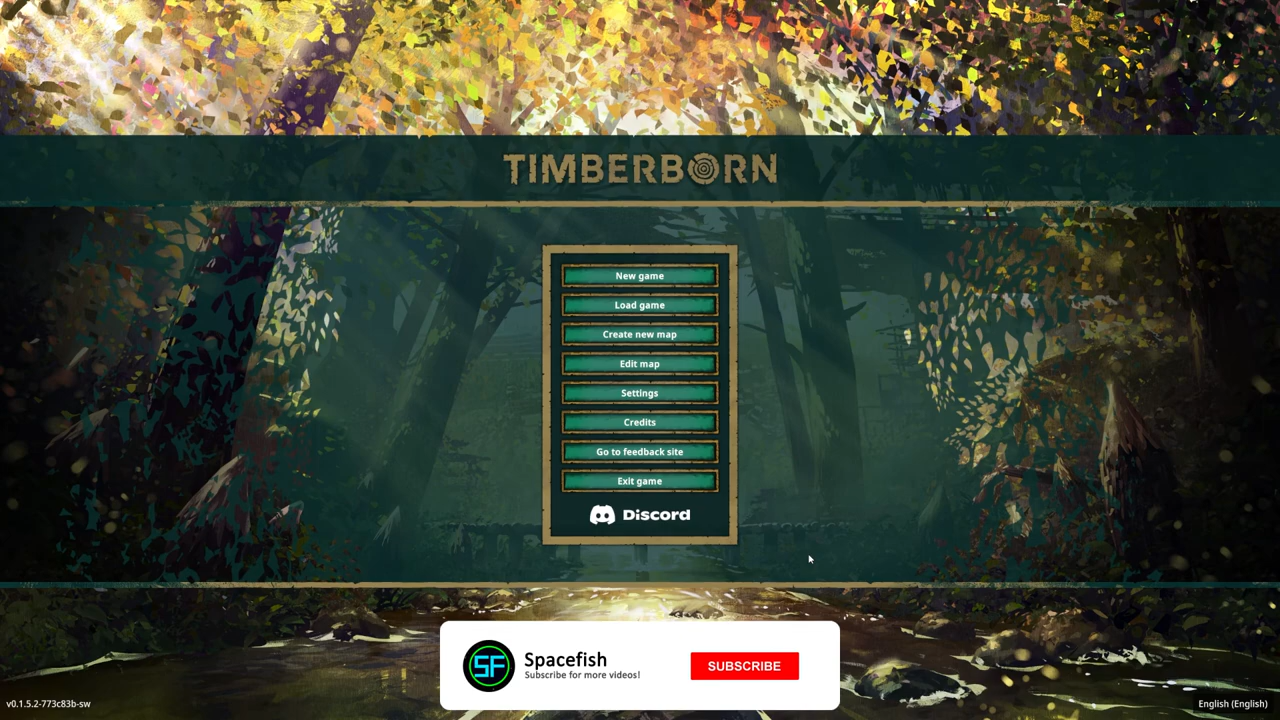 TIMBERBORN
New game
Load game
Create new map
Edit map
Settings
Credits
Go to feedback site
Exit game
Discord
SF
Spacefish
Subscribe for more videos!
SUBSCRIBE
v0.1.5.2-773c83b-sw
English (English)